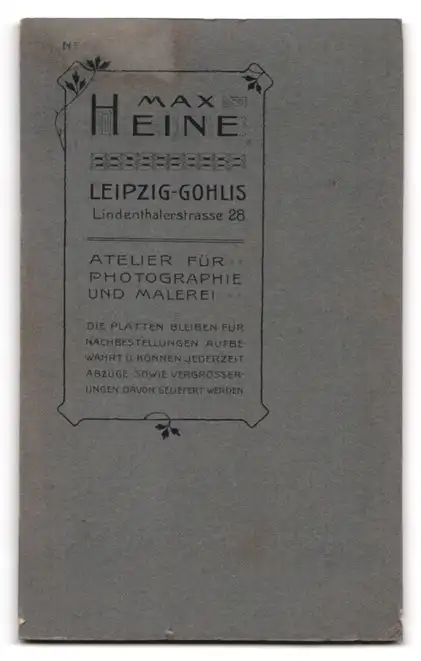 No
MAX
HEINE
LEIPZIG-GOHLIS
Lindenthalerstrasse 28.
ATELIER FÜR
PHOTOGRAPHIE
UND MALEREI
DIE PLATTEN BLEIBEN FÜR
NACHBESTELLUNGEN AUFBE-
WAHRT U. KÖNNEN JEDERZEIT
ABZÜGE SOWIE VERGRÖSSER-
UNGEN DAVON GELIEFERT WERDEN